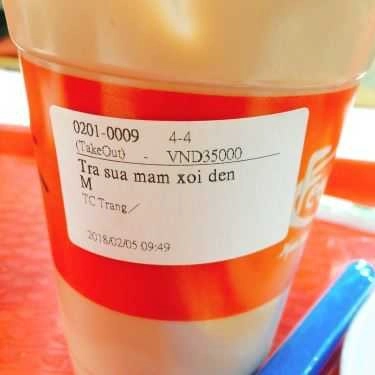 0201-0009 4-4
(TakeOut) - VND35000
Tra sua mam xoi den
M
TC Trang/
2018/02/05 09:49